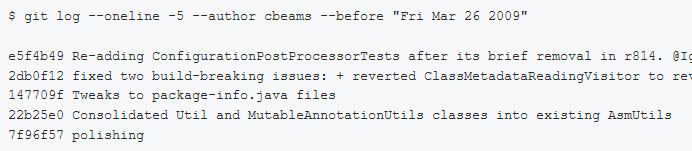 $ git log --oneline -5 --author cbeams --before "Fri Mar 26 2009"
e5f4b49 Re-adding ConfigurationPostProcessorTests after its brief removal in r814.
2db0f12 fixed two build-breaking issues: + reverted ClassMetadataReadingVisitor to
147709f Tweaks to package-info.java files
22b25e0 Consolidated Util and MutableAnnotationUtils classes into existing AsmUtils
7f96f57 polishing